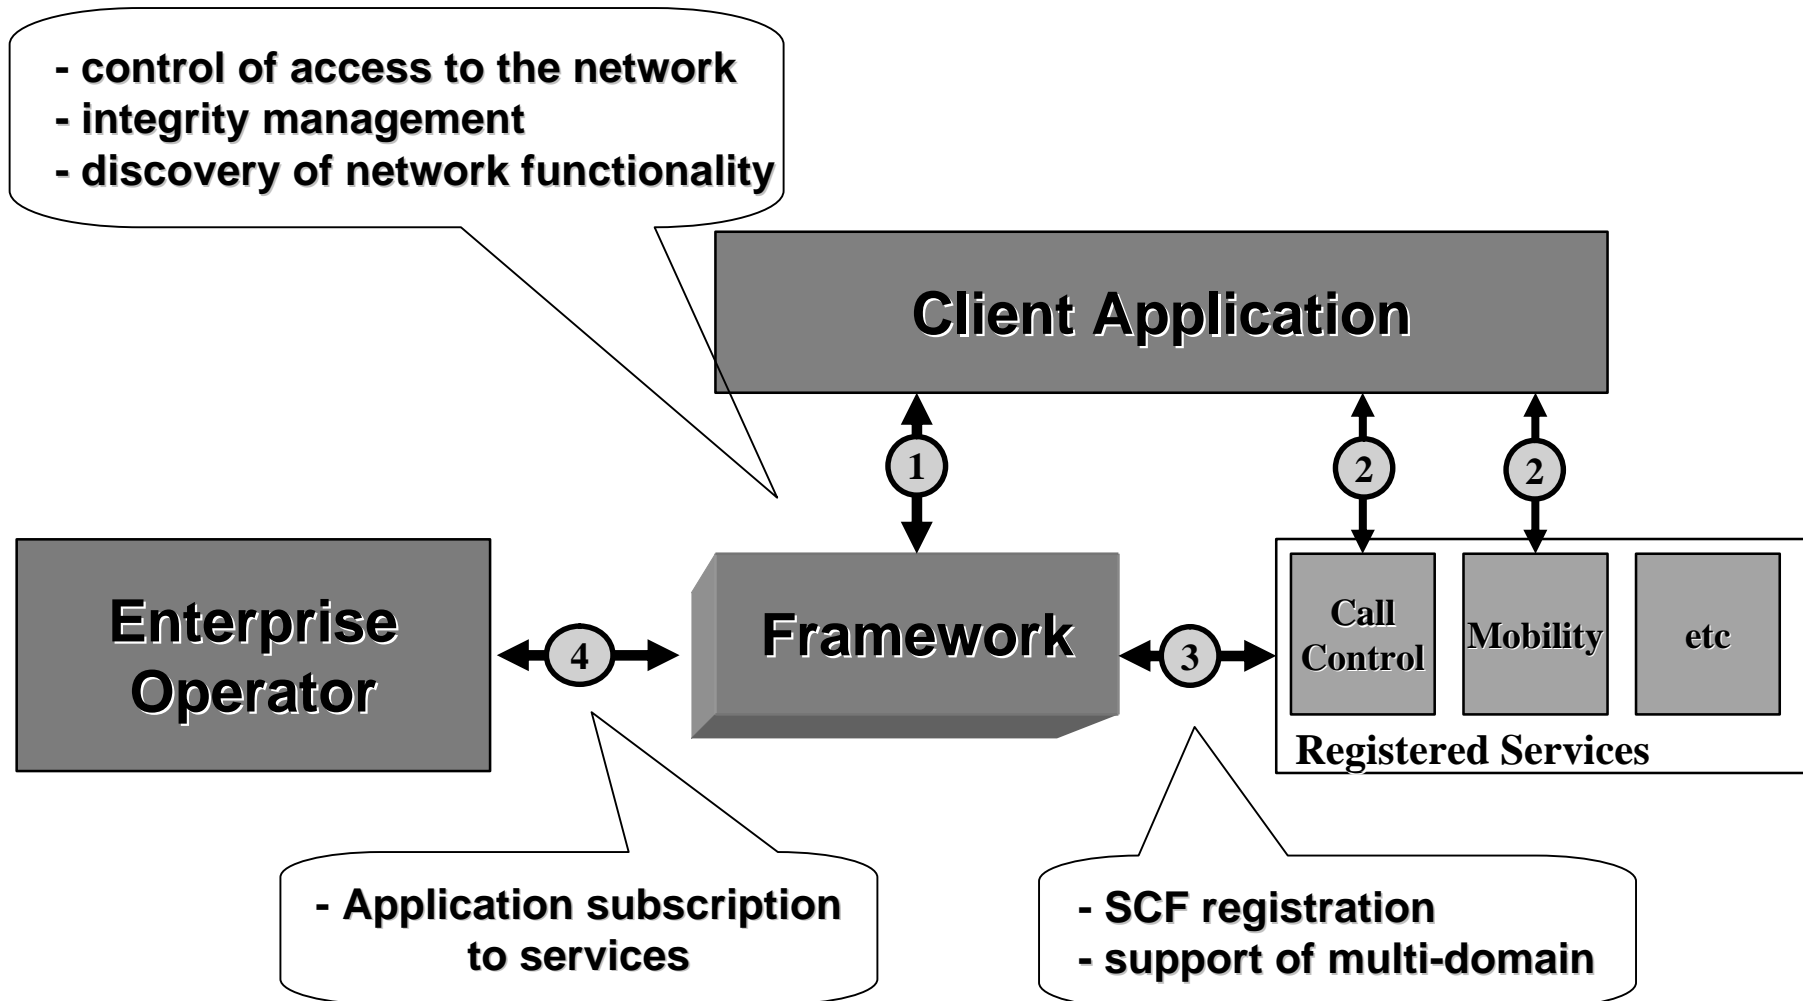 - control of access to the network
- integrity management
- discovery of network functionality
Client Application
1
2
2
Enterprise
Operator
4
Framework
3
Call
Control
Mobility
etc
Registered Services
- Application subscription
to services
- SCF registration
- support of multi-domain